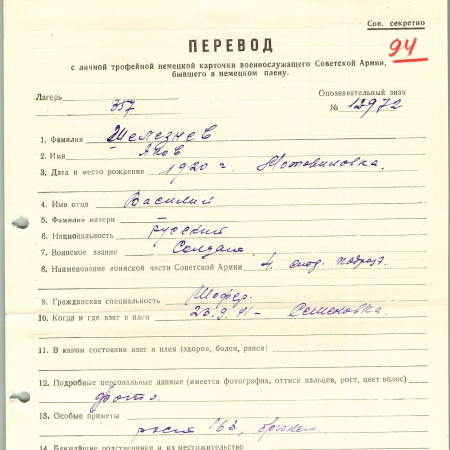 Сов. секретно
94
ПЕРЕВОД
с личной трофейной немецкой карточки военнослужащего Советской Армии,
бывшего в немецком плену.
Лагерь 357
Опознавательный знак
№ 12972
1. Фамилия Шелезнев
2. Имя Яков
3. Дата и место рождения 1920 г. Мотовиловка.
4. Имя отца Василий
5. Фамилия матери —
6. Национальность русский
7. Воинское звание Солдат
8. Наименование воинской части Советской Армии 4.
9. Гражданская специальность Шофер.
10. Когда и где взят в плен 23.9.41 - Семеновка.
11. В каком состоянии взят в плен (здоров, болен, ранен)
12. Подробные персональные данные (имеется фотография, оттиск пальцев, рост, цвет волос)
фото.
13. Особые приметы
рост 163,
14. Ближайшие родственники и их местожительство